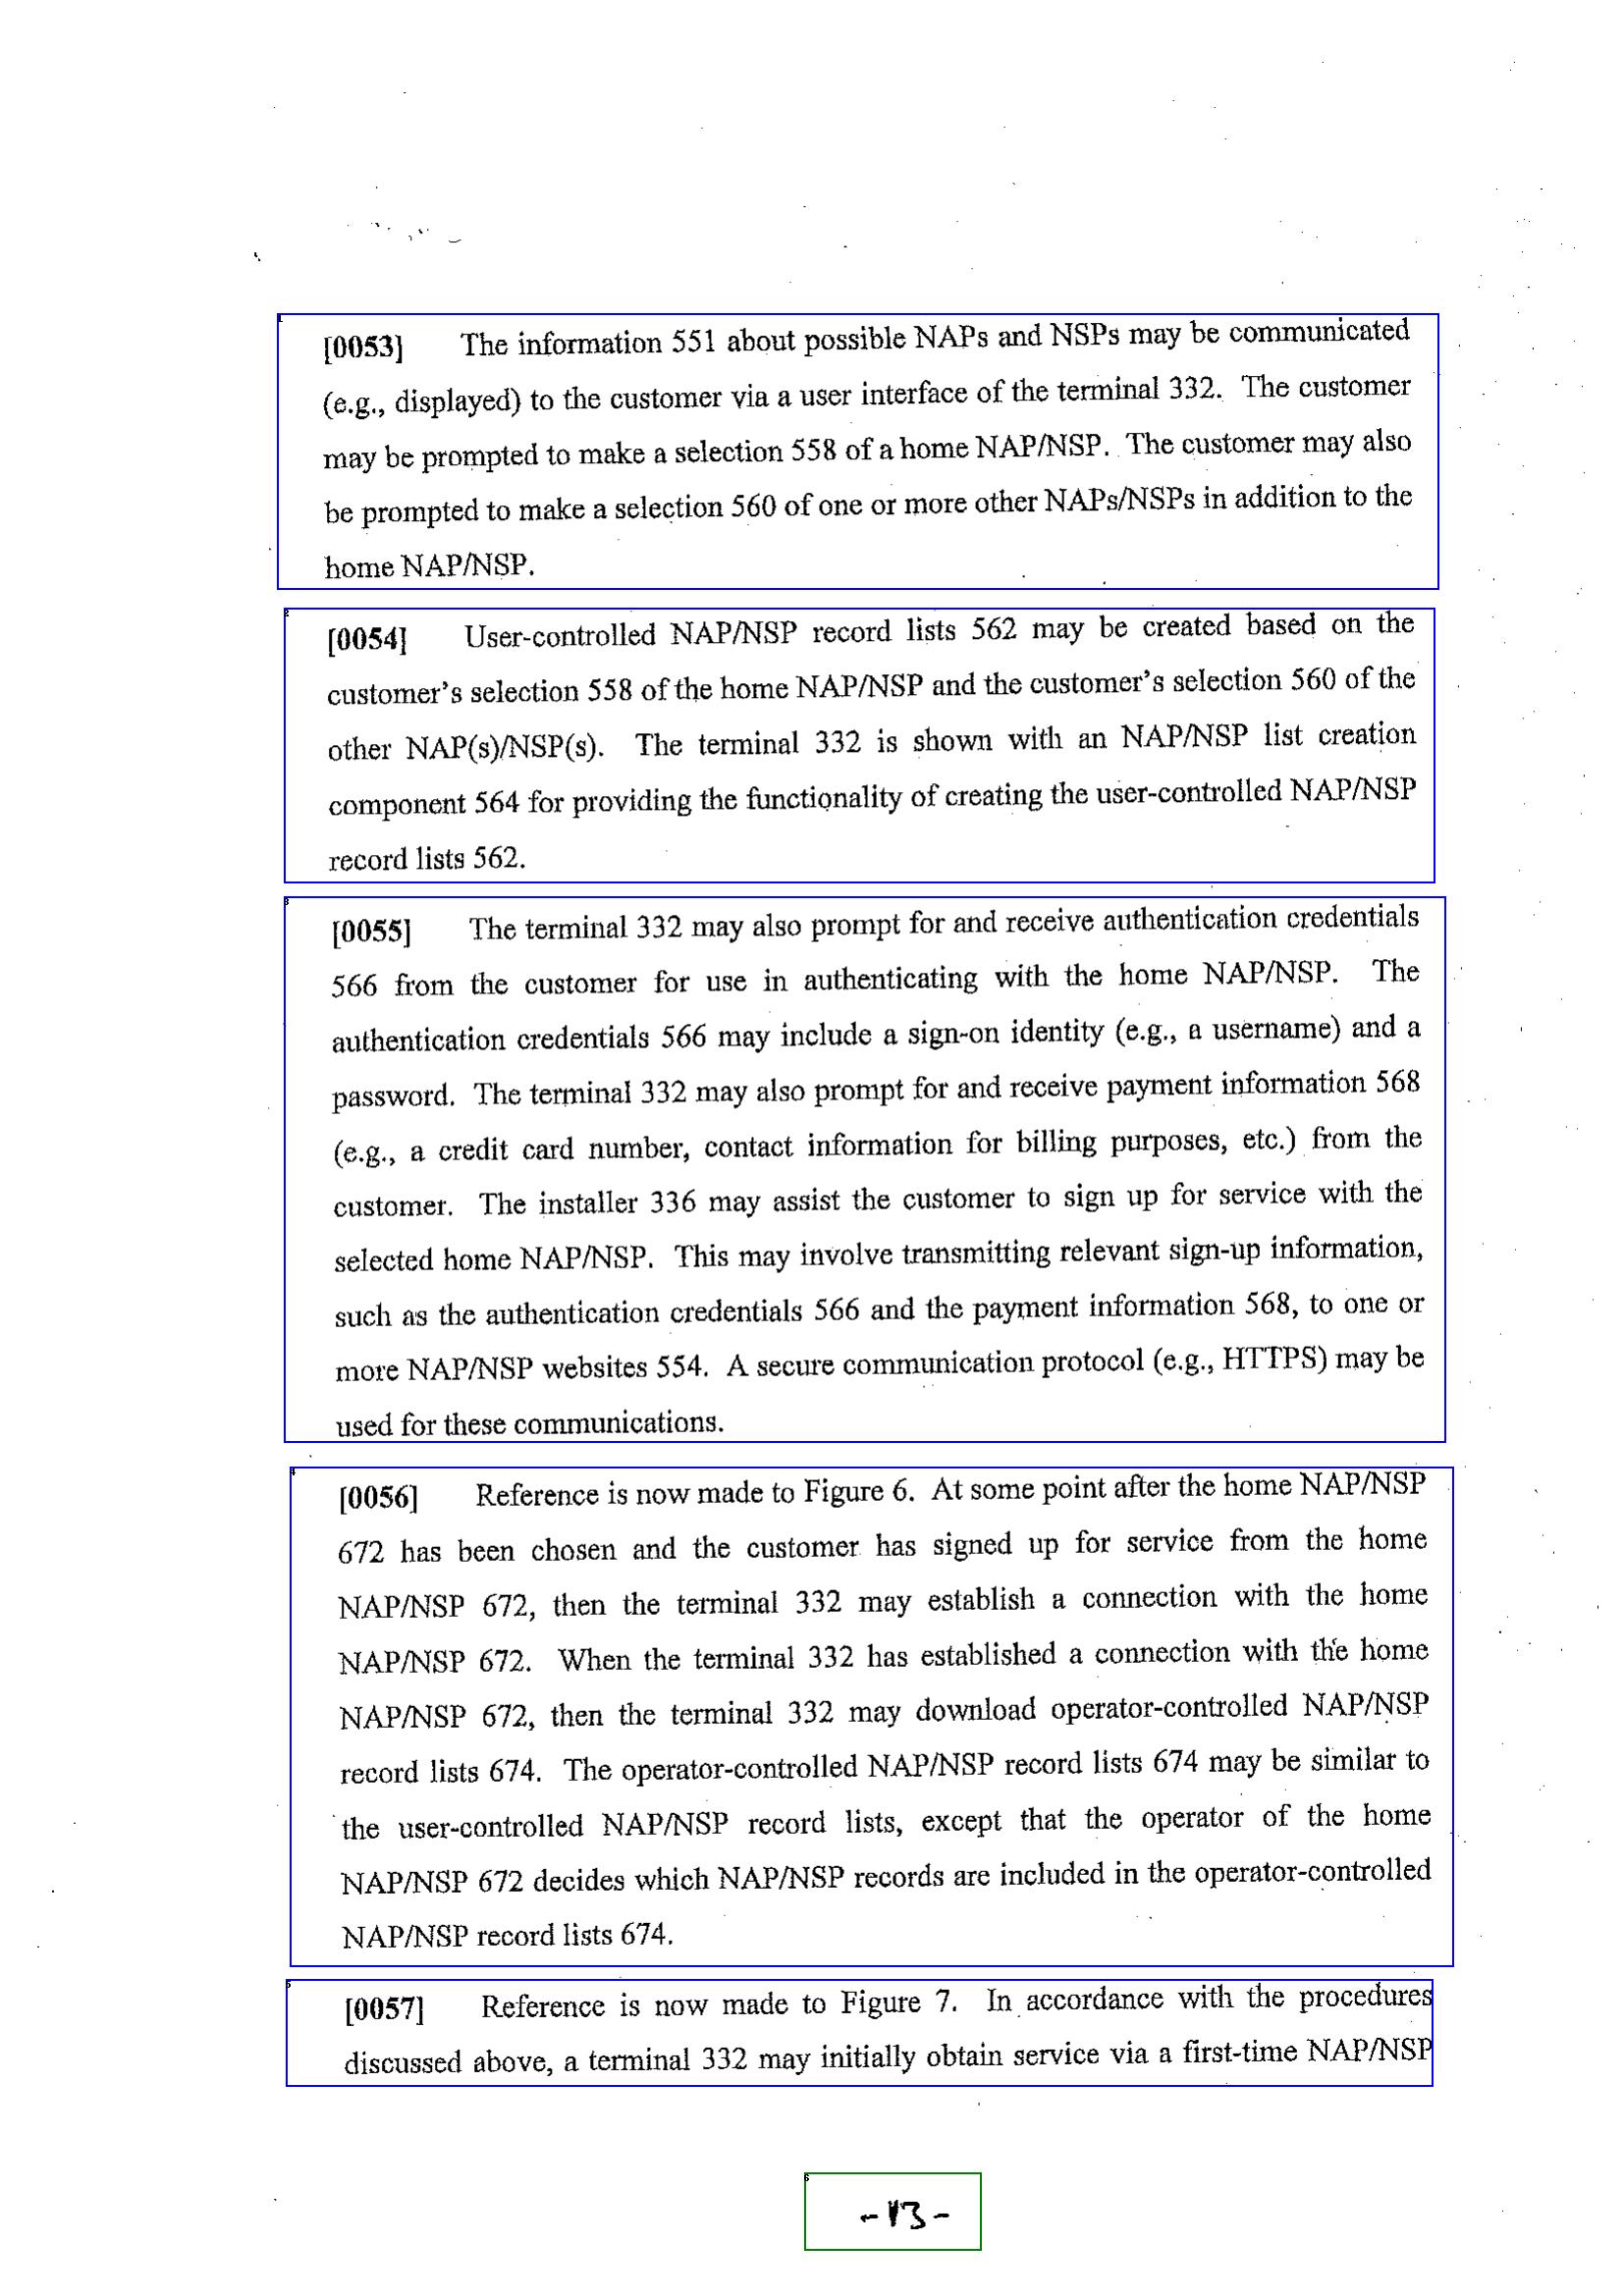 [0053] The information 551 about possible NAPs and NSPs may be communicated
(e.g., displayed) to the customer via a user interface of the terminal 332. The customer
may be prompted to make a selection 558 of a home NAP/NSP. The customer may also
be prompted to make a selection 560 of one or more other NAPs/NSPs in addition to the
home NAP/NSP.
[0054] User-controlled NAP/NSP record lists 562 may be created based on the
customer's selection 558 of the home NAP/NSP and the customer's selection 560 of the
other NAP(s)/NSP(s). The terminal 332 is shown with an NAP/NSP list creation
component 564 for providing the functionality of creating the user-controlled NAP/NSP
record lists 562.
[0055] The terminal 332 may also prompt for and receive authentication credentials
566 from the customer for use in authenticating with the home NAP/NSP. The
authentication credentials 566 may include a sign-on identity (e.g., a username) and a
password. The terminal 332 may also prompt for and receive payment information 568
(e.g., a credit card number, contact information for billing purposes, etc.) from the
customer. The installer 336 may assist the customer to sign up for service with the
selected home NAP/NSP. This may involve transmitting relevant sign-up information,
such as the authentication credentials 566 and the payment information 568, to one or
more NAP/NSP websites 554. A secure communication protocol (e.g., HTTPS) may be
used for these communications.
[0056] Reference is now made to Figure 6. At some point after the home NAP/NSP
672 has been chosen and the customer has signed up for service from the home
NAP/NSP 672, then the terminal 332 may establish a connection with the home
NAP/NSP 672. When the terminal 332 has established a connection with the home
NAP/NSP 672, then the terminal 332 may download operator-controlled NAP/NSP
record lists 674. The operator-controlled NAP/NSP record lists 674 may be similar to
the user-controlled NAP/NSP record lists, except that the operator of the home
NAP/NSP 672 decides which NAP/NSP records are included in the operator-controlled
NAP/NSP record lists 674.
[0057] Reference is now made to Figure 7. In accordance with the procedures
discussed above, a terminal 332 may initially obtain service via a first-time NAP/NSP
-13-